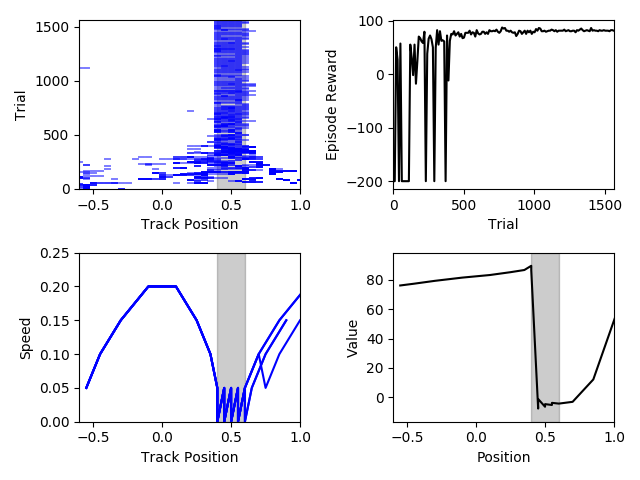 1500
1000
500
0
−0.5 0.0 0.5 1.0
Trial
Track Position
100
0
−100
−200
0 500 1000 1500
Episode Reward
Trial
0.25
0.20
0.15
0.10
0.05
0.00
−0.5 0.0 0.5 1.0
Speed
Track Position
80
60
40
20
0
−0.5 0.0 0.5 1.0
Value
Position